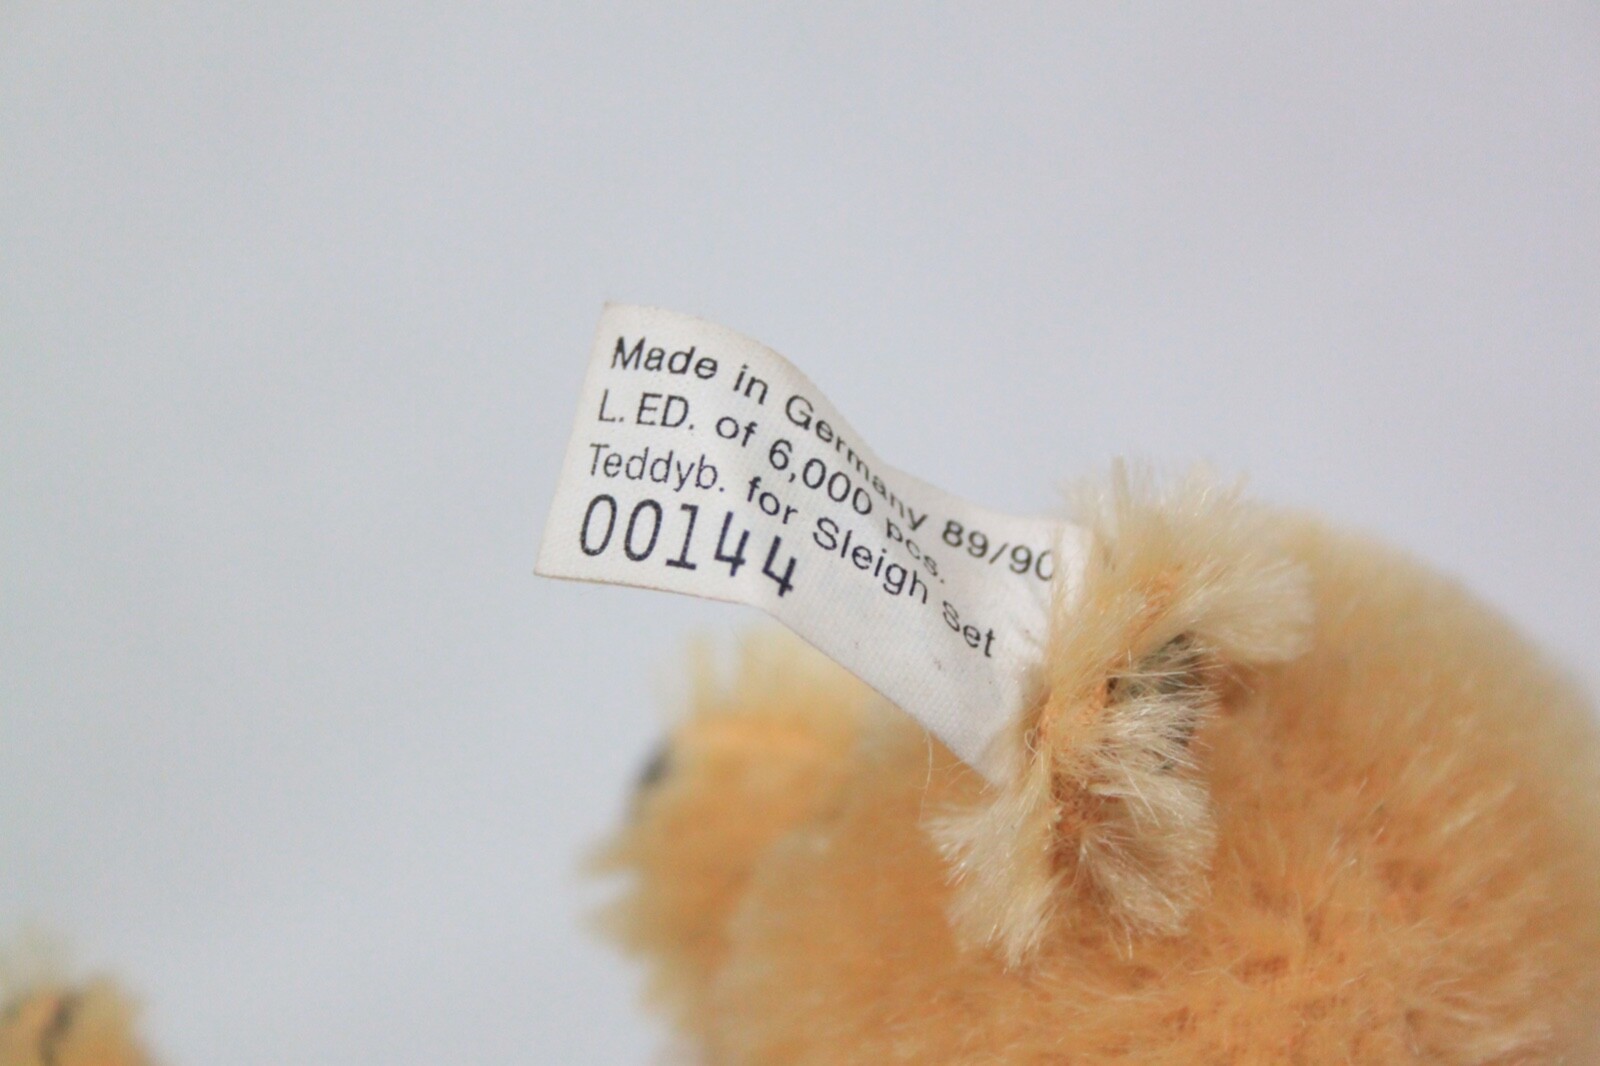 Made in Germany 89/90
L. ED. of 6,000 pcs.
Teddyb. for Sleigh Set
00144